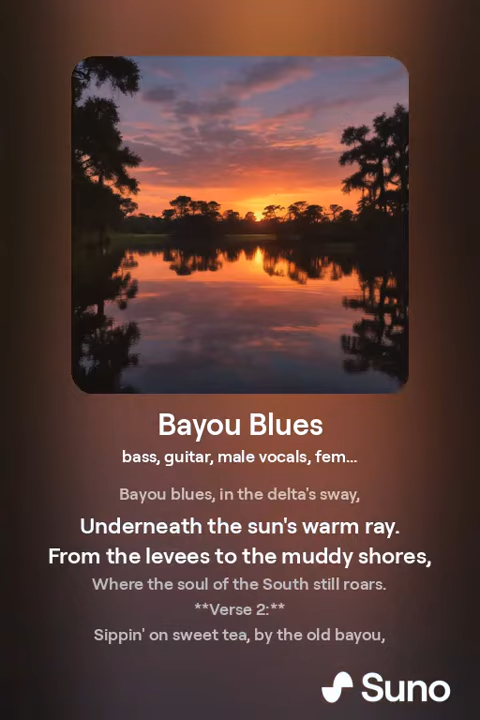 Bayou Blues
bass, guitar, male vocals, fem...
Bayou blues, in the delta's sway,
Underneath the sun's warm ray.
From the levees to the muddy shores,
Where the soul of the South still roars.
**Verse 2:**
Sippin' on sweet tea, by the old bayou,
Suno